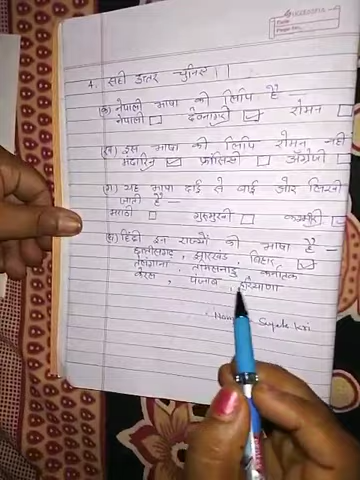 4. सही उत्तर चुनिए ।।
(क) नेपाली भाषा की लिपि है —
नेपाली देवनागरी रोमन
(ख) इस भाषा की लिपि रोमन नहीं
मंदारिन फ्रांसिसी अंग्रेजी
(ग) यह भाषा दाई से बाई ओर लिखी
जाती है —
मराठी गुरुमुखी कश्मीरी
(घ) हिंदी इन राज्यों की भाषा है —
छत्तीसगढ़, झारखंड, बिहार,
तेलंगाना, तमिलनाडु, कर्नाटक
केरल, पंजाब, हरियाणा